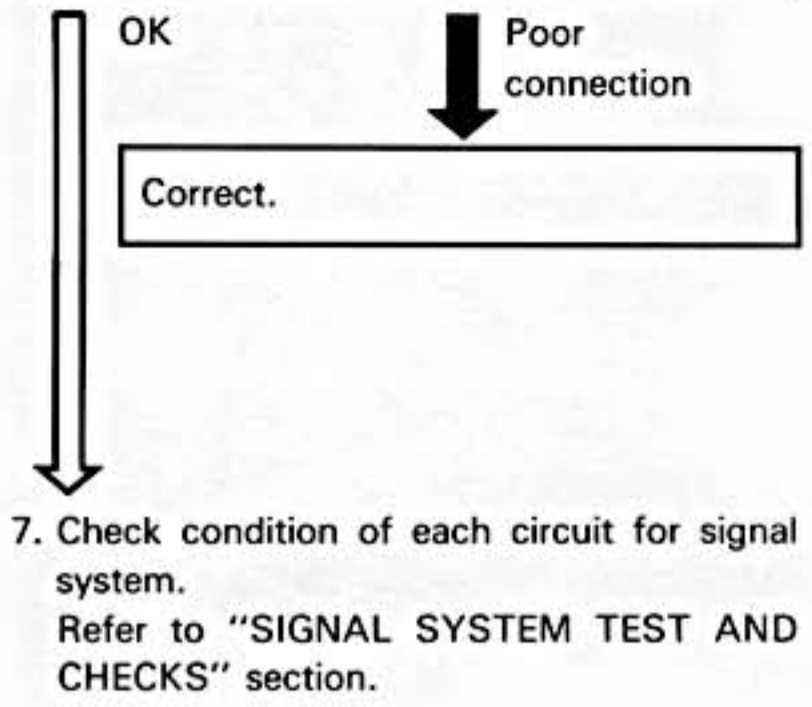 OK
Poor
connection
Correct.
7. Check condition of each circuit for signal
system.
Refer to "SIGNAL SYSTEM TEST AND
CHECKS" section.